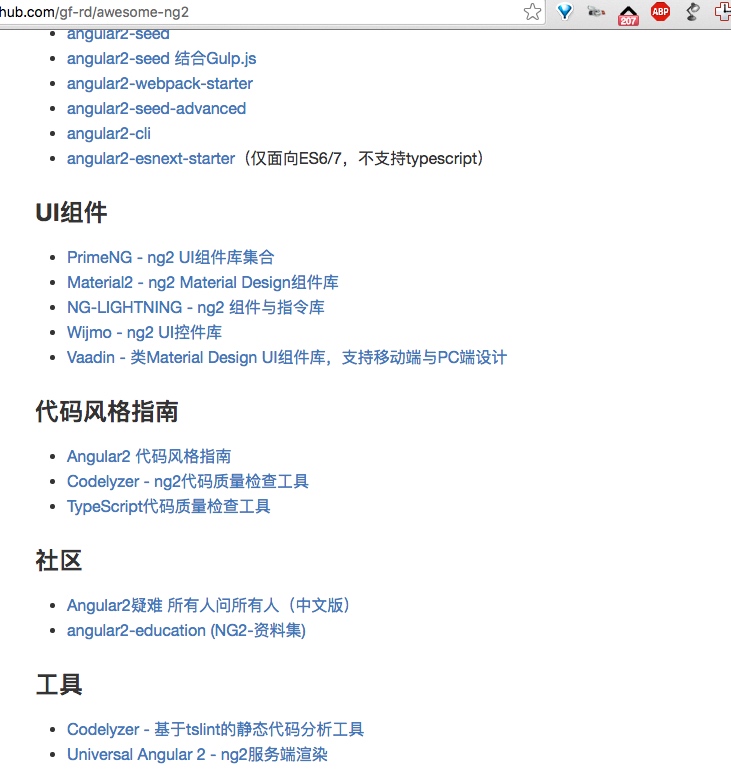 hub.com/gf-rd/awesome-ng2
207
ABP
angular2-seed
angular2-seed 结合Gulp.js
angular2-webpack-starter
angular2-seed-advanced
angular2-cli
angular2-esnext-starter（仅面向ES6/7，不支持typescript）
UI组件
PrimeNG - ng2 UI组件库集合
Material2 - ng2 Material Design组件库
NG-LIGHTNING - ng2 组件与指令库
Wijmo - ng2 UI控件库
Vaadin - 类Material Design UI组件库，支持移动端与PC端设计
代码风格指南
Angular2 代码风格指南
Codelyzer - ng2代码质量检查工具
TypeScript代码质量检查工具
社区
Angular2疑难 所有人问所有人（中文版）
angular2-education (NG2-资料集)
工具
Codelyzer - 基于tslint的静态代码分析工具
Universal Angular 2 - ng2服务端渲染